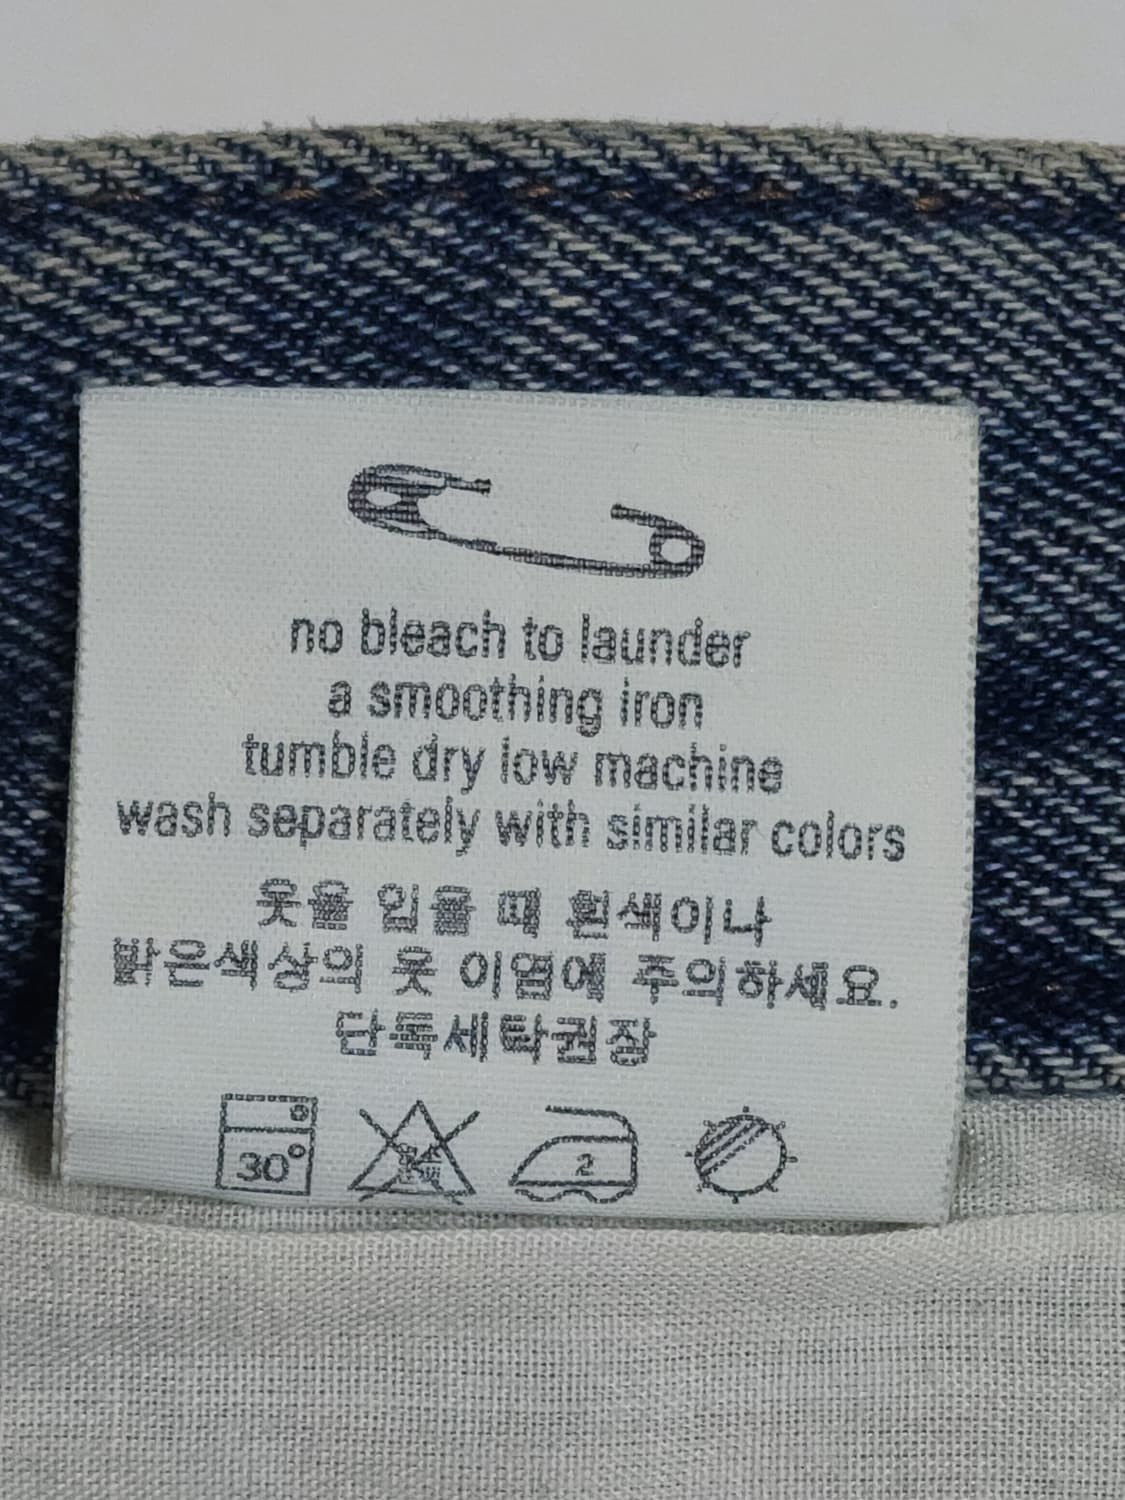 no bleach to launder
a smoothing iron
tumble dry low machine
wash separately with similar colors
옷을 입을 때 흰색이나
밝은색상의 옷 이염에 주의하세요.
단독세탁권장
30°
2